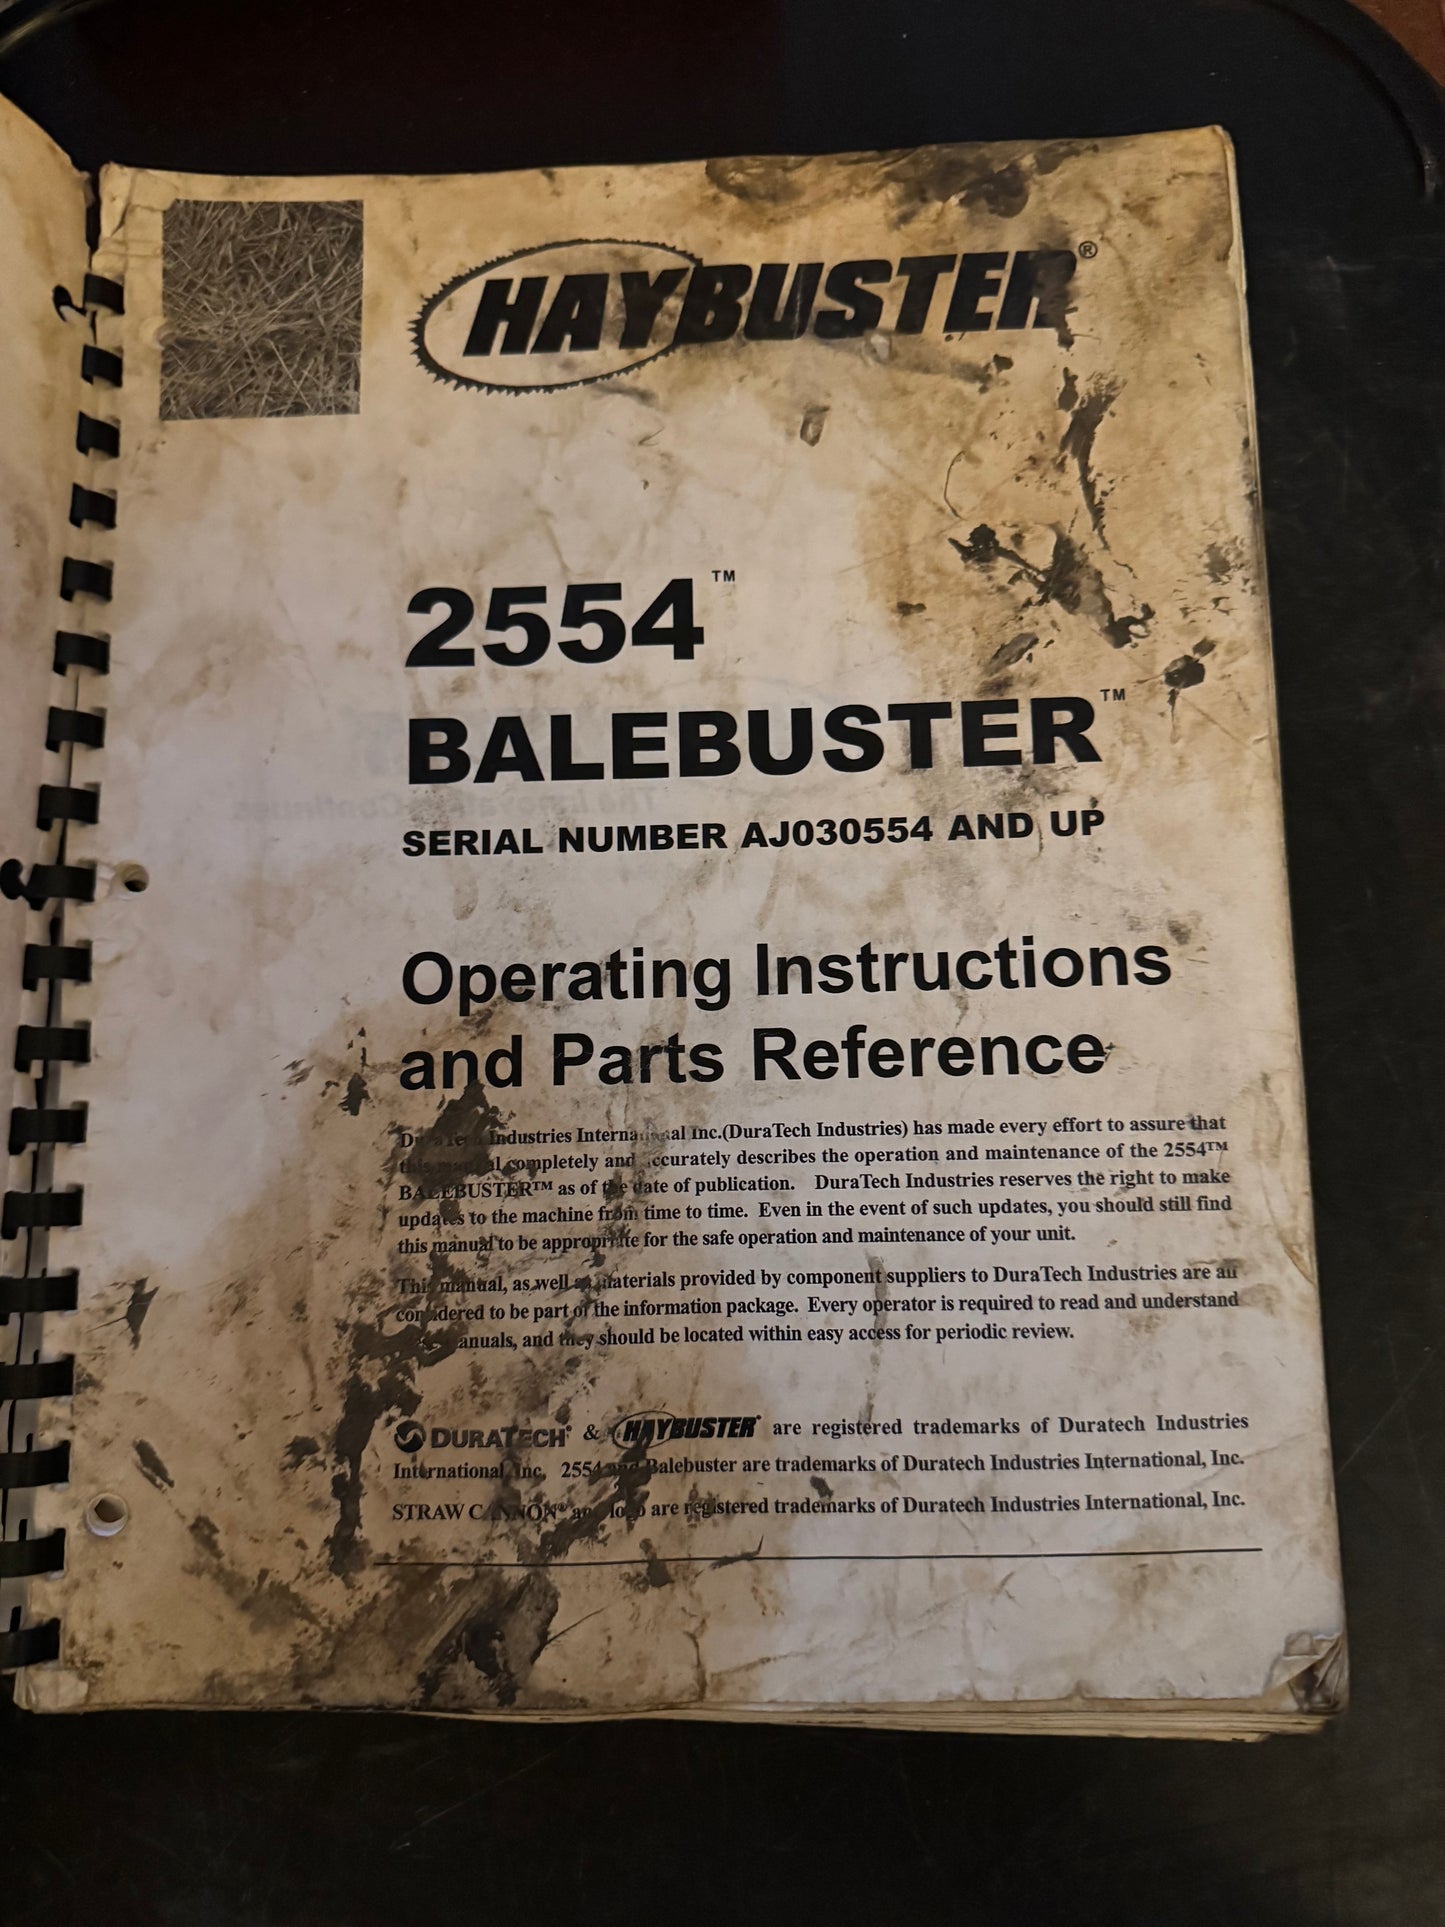 HAYBUSTER®
2554™
BALEBUSTER™
SERIAL NUMBER AJ030554 AND UP
Operating Instructions
and Parts Reference
DuraTech Industries International Inc.(DuraTech Industries) has made every effort to assure that
this manual completely and accurately describes the operation and maintenance of the 2554™
BALEBUSTER™ as of the date of publication. DuraTech Industries reserves the right to make
updates to the machine from time to time. Even in the event of such updates, you should still find
this manual to be appropriate for the safe operation and maintenance of your unit.
This manual, as well as materials provided by component suppliers to DuraTech Industries are all
considered to be part of the information package. Every operator is required to read and understand
manuals, and they should be located within easy access for periodic review.
DURATECH® & HAYBUSTER® are registered trademarks of Duratech Industries
International, Inc. 2554 and Balebuster are trademarks of Duratech Industries International, Inc.
STRAW CANNON® and logo are registered trademarks of Duratech Industries International, Inc.